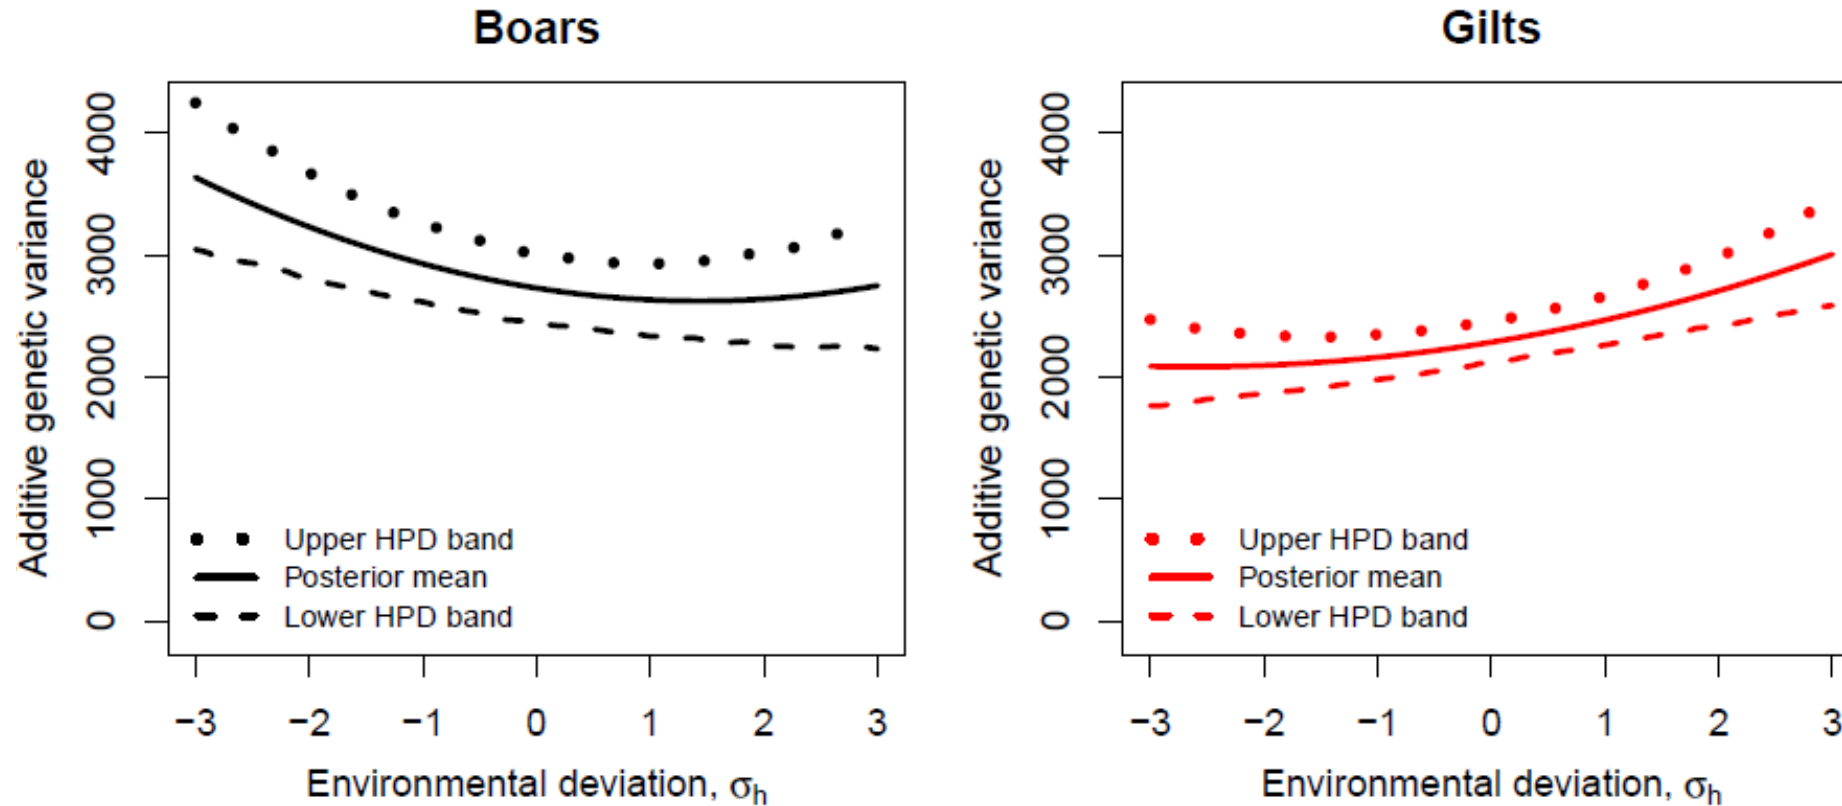 Boars
Additive genetic variance
4000
3000
2000
1000
0
Upper HPD band
Posterior mean
Lower HPD band
−3 −2 −1 0 1 2 3
Environmental deviation, σh
Gilts
Additive genetic variance
4000
3000
2000
1000
0
Upper HPD band
Posterior mean
Lower HPD band
−3 −2 −1 0 1 2 3
Environmental deviation, σh